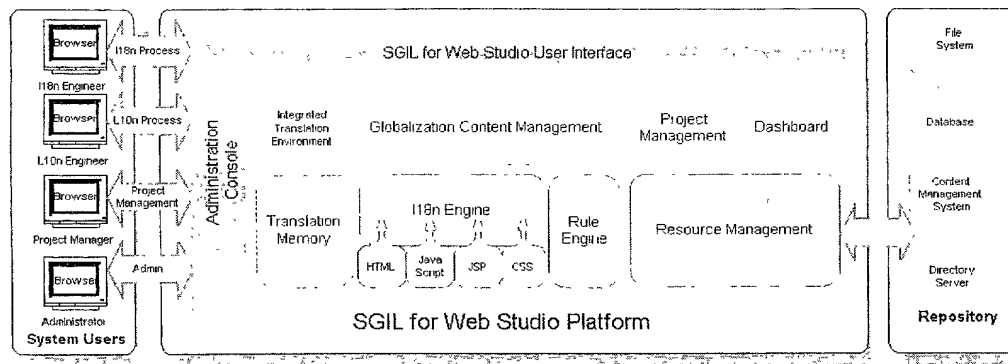 Browser
I18n Process
I18n Engineer
Browser
L10n Process
L10n Engineer
Browser
Project
Management
Project Manager
Browser
Admin
Administrator
System Users
SGIL for Web Studio User Interface
Administration
Console
Integrated
Translation
Environment
Globalization Content Management
Project
Management
Dashboard
Translation
Memory
I18n Engine
HTML
Java
Script
JSP
CSS
Rule
Engine
Resource Management
SGIL for Web Studio Platform
File
System
Database
Content
Management
System
Directory
Server
Repository